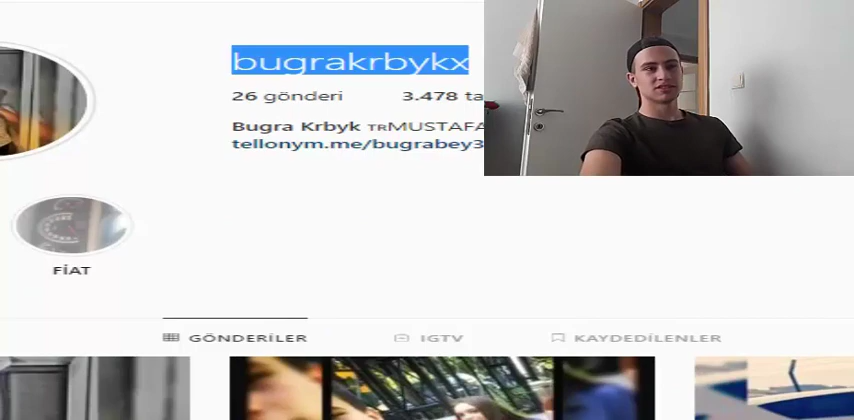 bugrakrbykx
26 gönderi 3.478 ta
Bugra Krbyk TRMUSTAFA
tellonym.me/bugrabey3
FİAT
GÖNDERİLER IGTV KAYDEDİLENLER